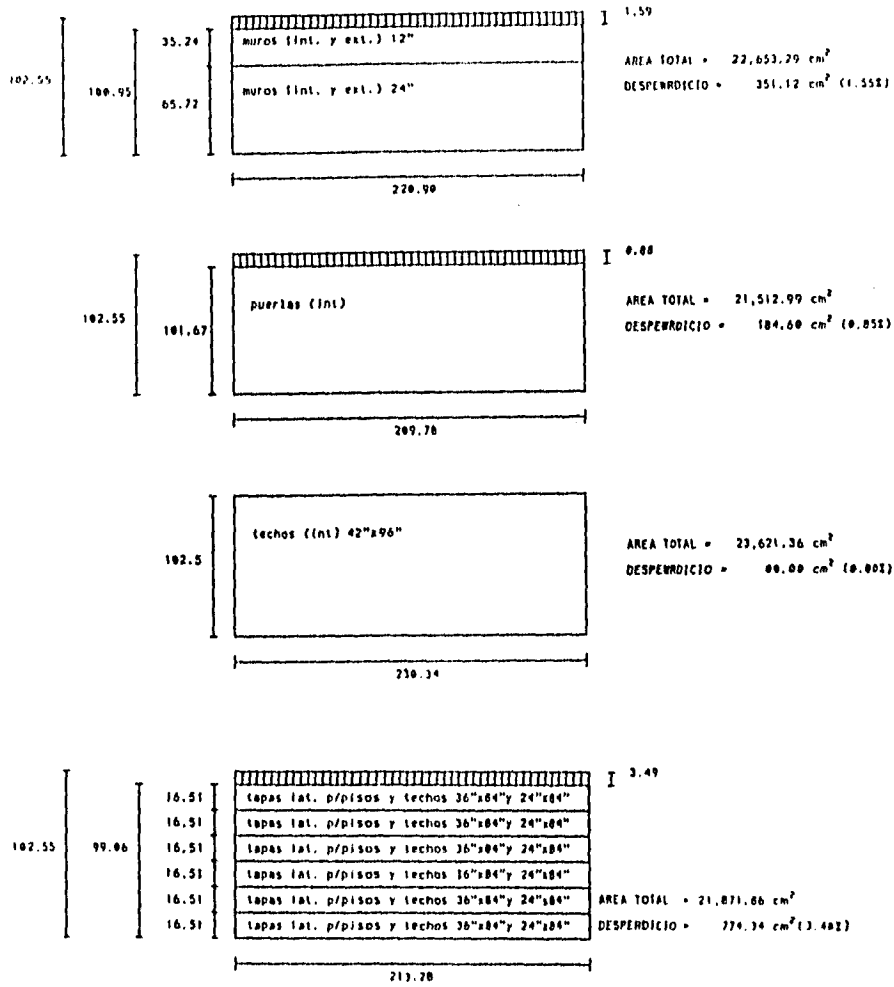 1,59
35.24
muros (int. y ext.) 12"
AREA TOTAL = 22,653.29 cm²
102.55
100.95
DESPEWRDICIO = 351.12 cm² (1.55%)
65.72
muros (int. y ext.) 24"
220.90
0.88
puertas (int)
AREA TOTAL = 21,512.99 cm²
102.55
101.67
DESPEWRDICIO = 184.60 cm² (0.85%)
209.78
techos (int) 42"x96"
AREA TOTAL = 23,621.36 cm²
102.5
DESPEWRDICIO = 00.00 cm² (0.00%)
230.34
3.49
16.51 tapas lat. p/pisos y techos 36"x84"y 24"x84"
16.51 tapas lat. p/pisos y techos 36"x84"y 24"x84"
102.55
99.06
16.51 tapas lat. p/pisos y techos 36"x84"y 24"x84"
16.51 tapas lat. p/pisos y techos 36"x84"y 24"x84"
16.51 tapas lat. p/pisos y techos 36"x84"y 24"x84" AREA TOTAL = 21,871.86 cm²
16.51 tapas lat. p/pisos y techos 36"x84"y 24"x84" DESPERDICIO = 774.34 cm² (3.40%)
213.28